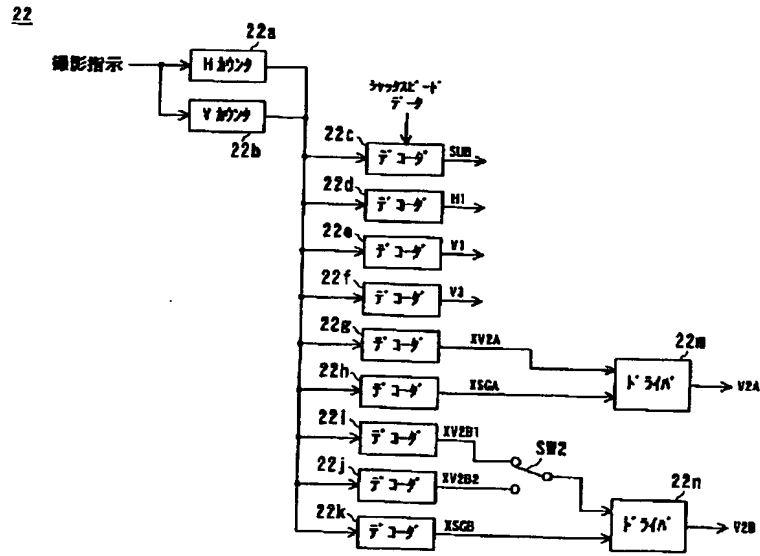 22
22a
撮影指示
Hカウンタ
Vカウンタ
22b
シャッタスピード
データ
22c
デコーダ
SUB
22d
デコーダ
H1
22e
デコーダ
V1
22f
デコーダ
V3
22g
デコーダ
XV2A
22m
ドライバ
V2A
22h
デコーダ
XSGA
22i
デコーダ
XV2B1
SW2
22j
デコーダ
XV2B2
22n
ドライバ
V2B
22k
デコーダ
XSGB